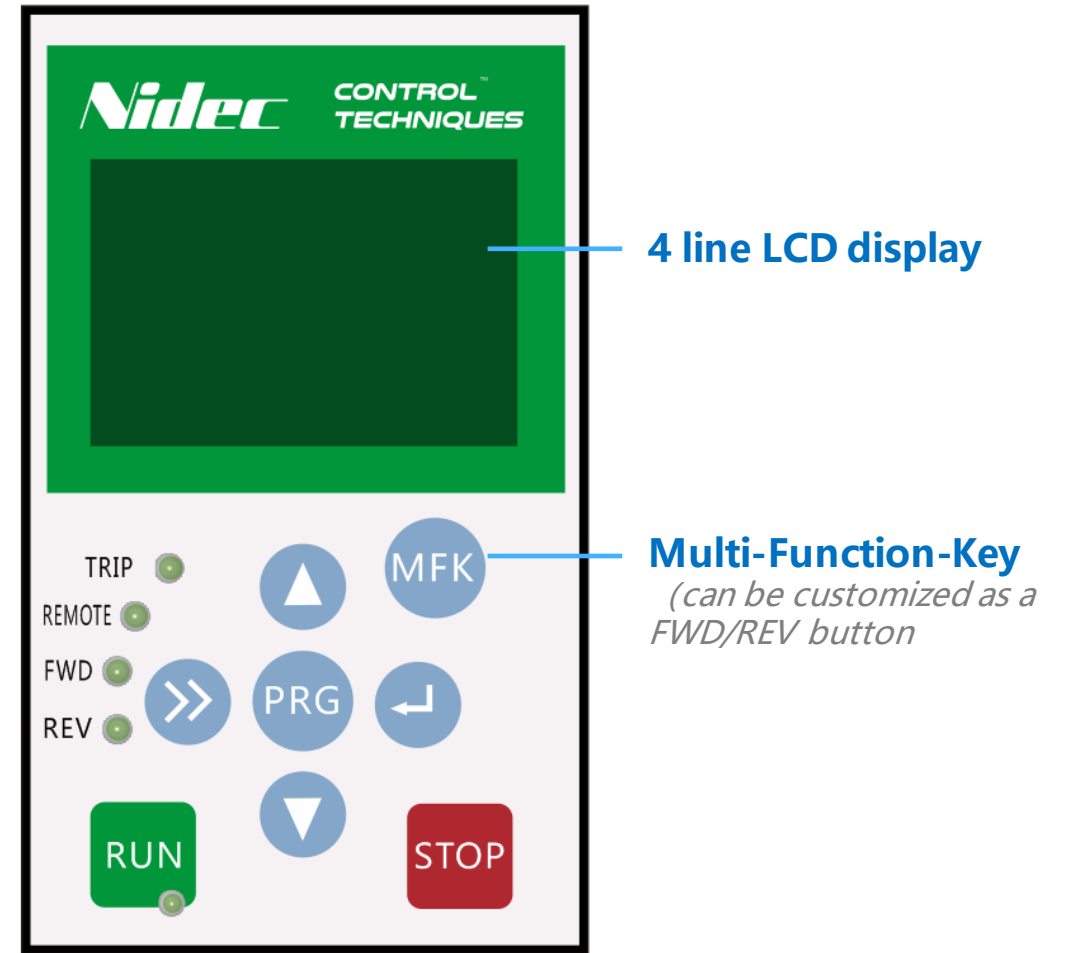 Nidec CONTROL™
TECHNIQUES
4 line LCD display
MFK
Multi-Function-Key
（can be customized as a
FWD/REV button
TRIP
REMOTE
FWD
REV
PRG
RUN
STOP